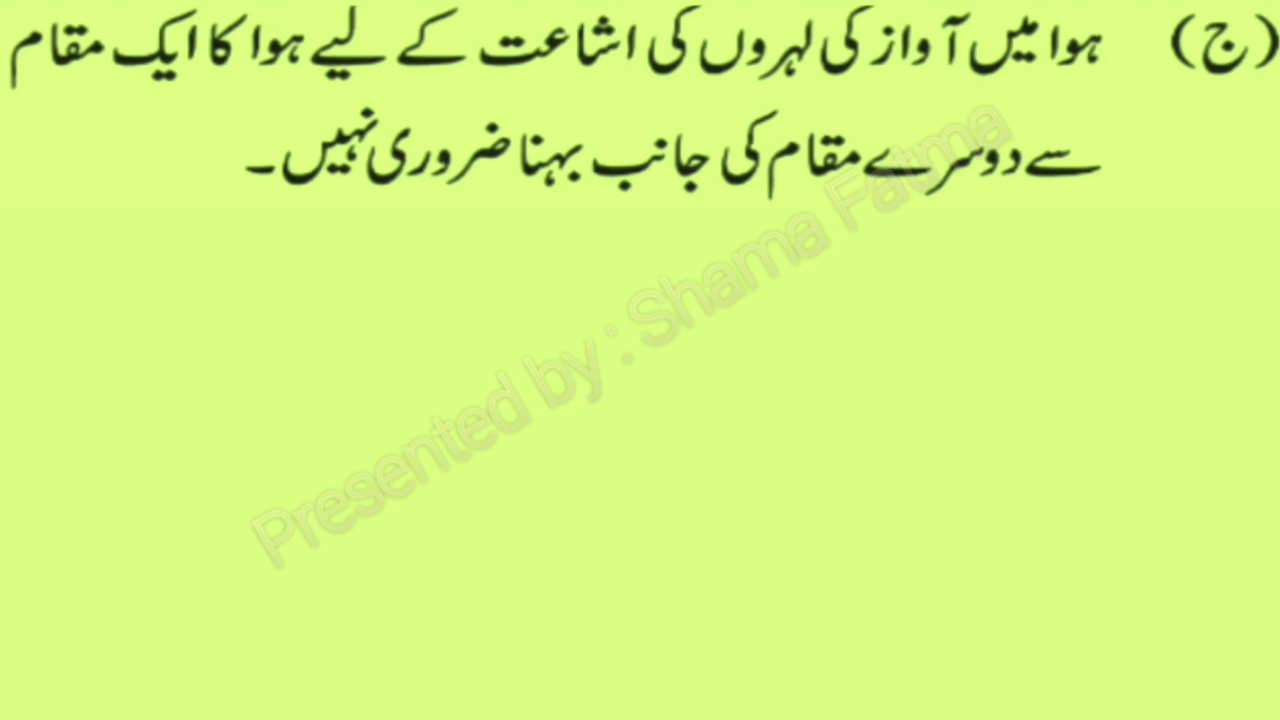 (ج) ہوا میں آواز کی لہروں کی اشاعت کے لیے ہوا کا ایک مقام
سے دوسرے مقام کی جانب بہنا ضروری نہیں۔
Presented by : Shama Fatma